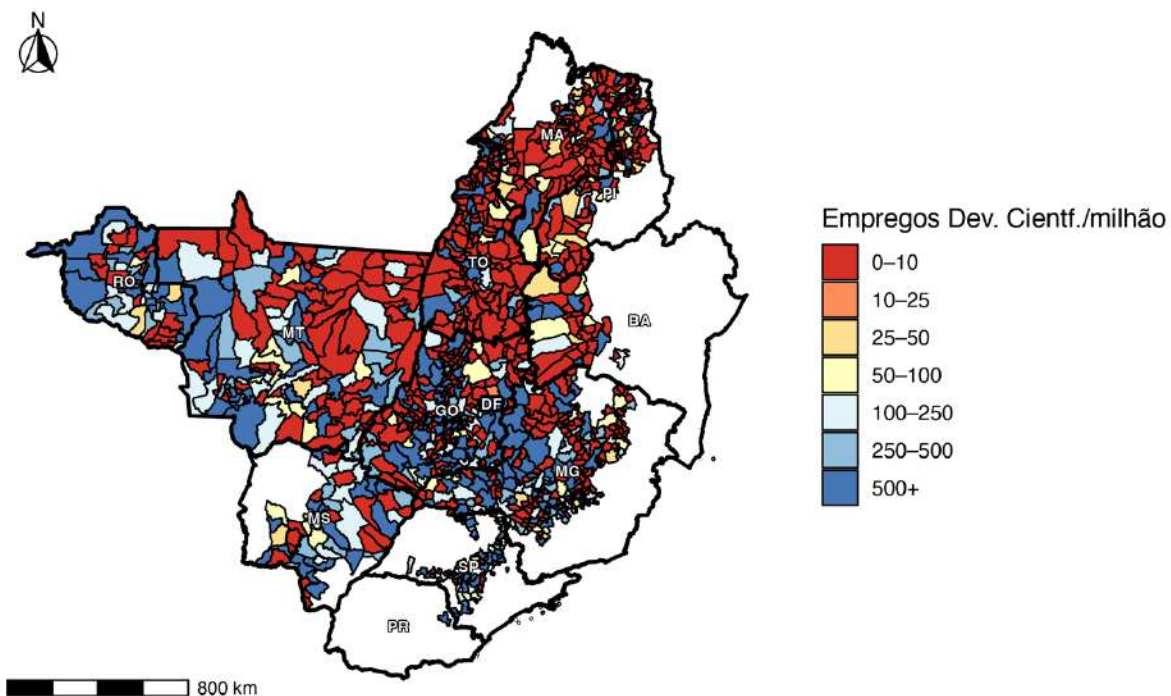 N
MA
PI
Empregos Dev. Cientf./milhão
0–10
10–25
25–50
50–100
100–250
250–500
500+
TO
RO
BA
MT
GO
DF
MG
MS
SP
PR
800 km